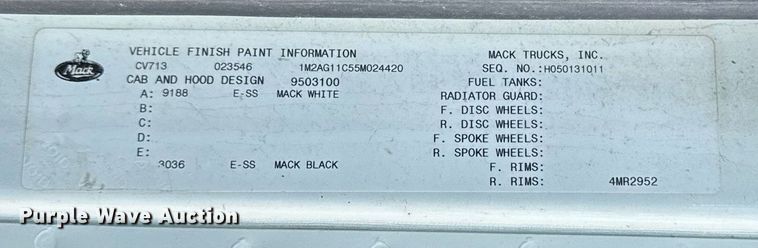 Mack
VEHICLE FINISH PAINT INFORMATION MACK TRUCKS, INC.
CV713 023546 1M2AG11C55M024420 SEQ. NO.:H050131011
CAB AND HOOD DESIGN 9503100 FUEL TANKS:
A: 9188 E-SS MACK WHITE RADIATOR GUARD:
B: F. DISC WHEELS:
C: R. DISC WHEELS:
D: F. SPOKE WHEELS:
E: R. SPOKE WHEELS:
3036 E-SS MACK BLACK F. RIMS:
R. RIMS: 4MR2952
Purple Wave Auction